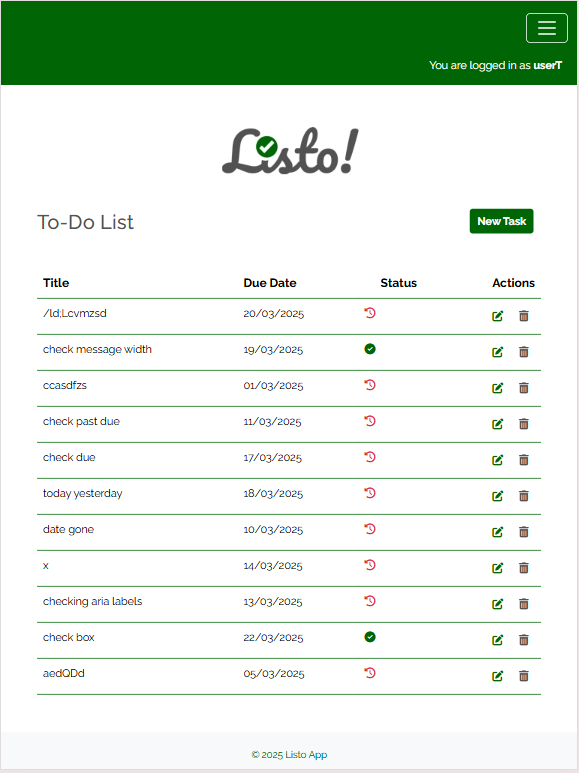 You are logged in as userT
Listo!
To-Do List New Task
Title Due Date Status Actions
/ld;Lcvmzsd 20/03/2025
check message width 19/03/2025
ccasdfzs 01/03/2025
check past due 11/03/2025
check due 17/03/2025
today yesterday 18/03/2025
date gone 10/03/2025
x 14/03/2025
checking aria labels 13/03/2025
check box 22/03/2025
aedQDd 05/03/2025
© 2025 Listo App